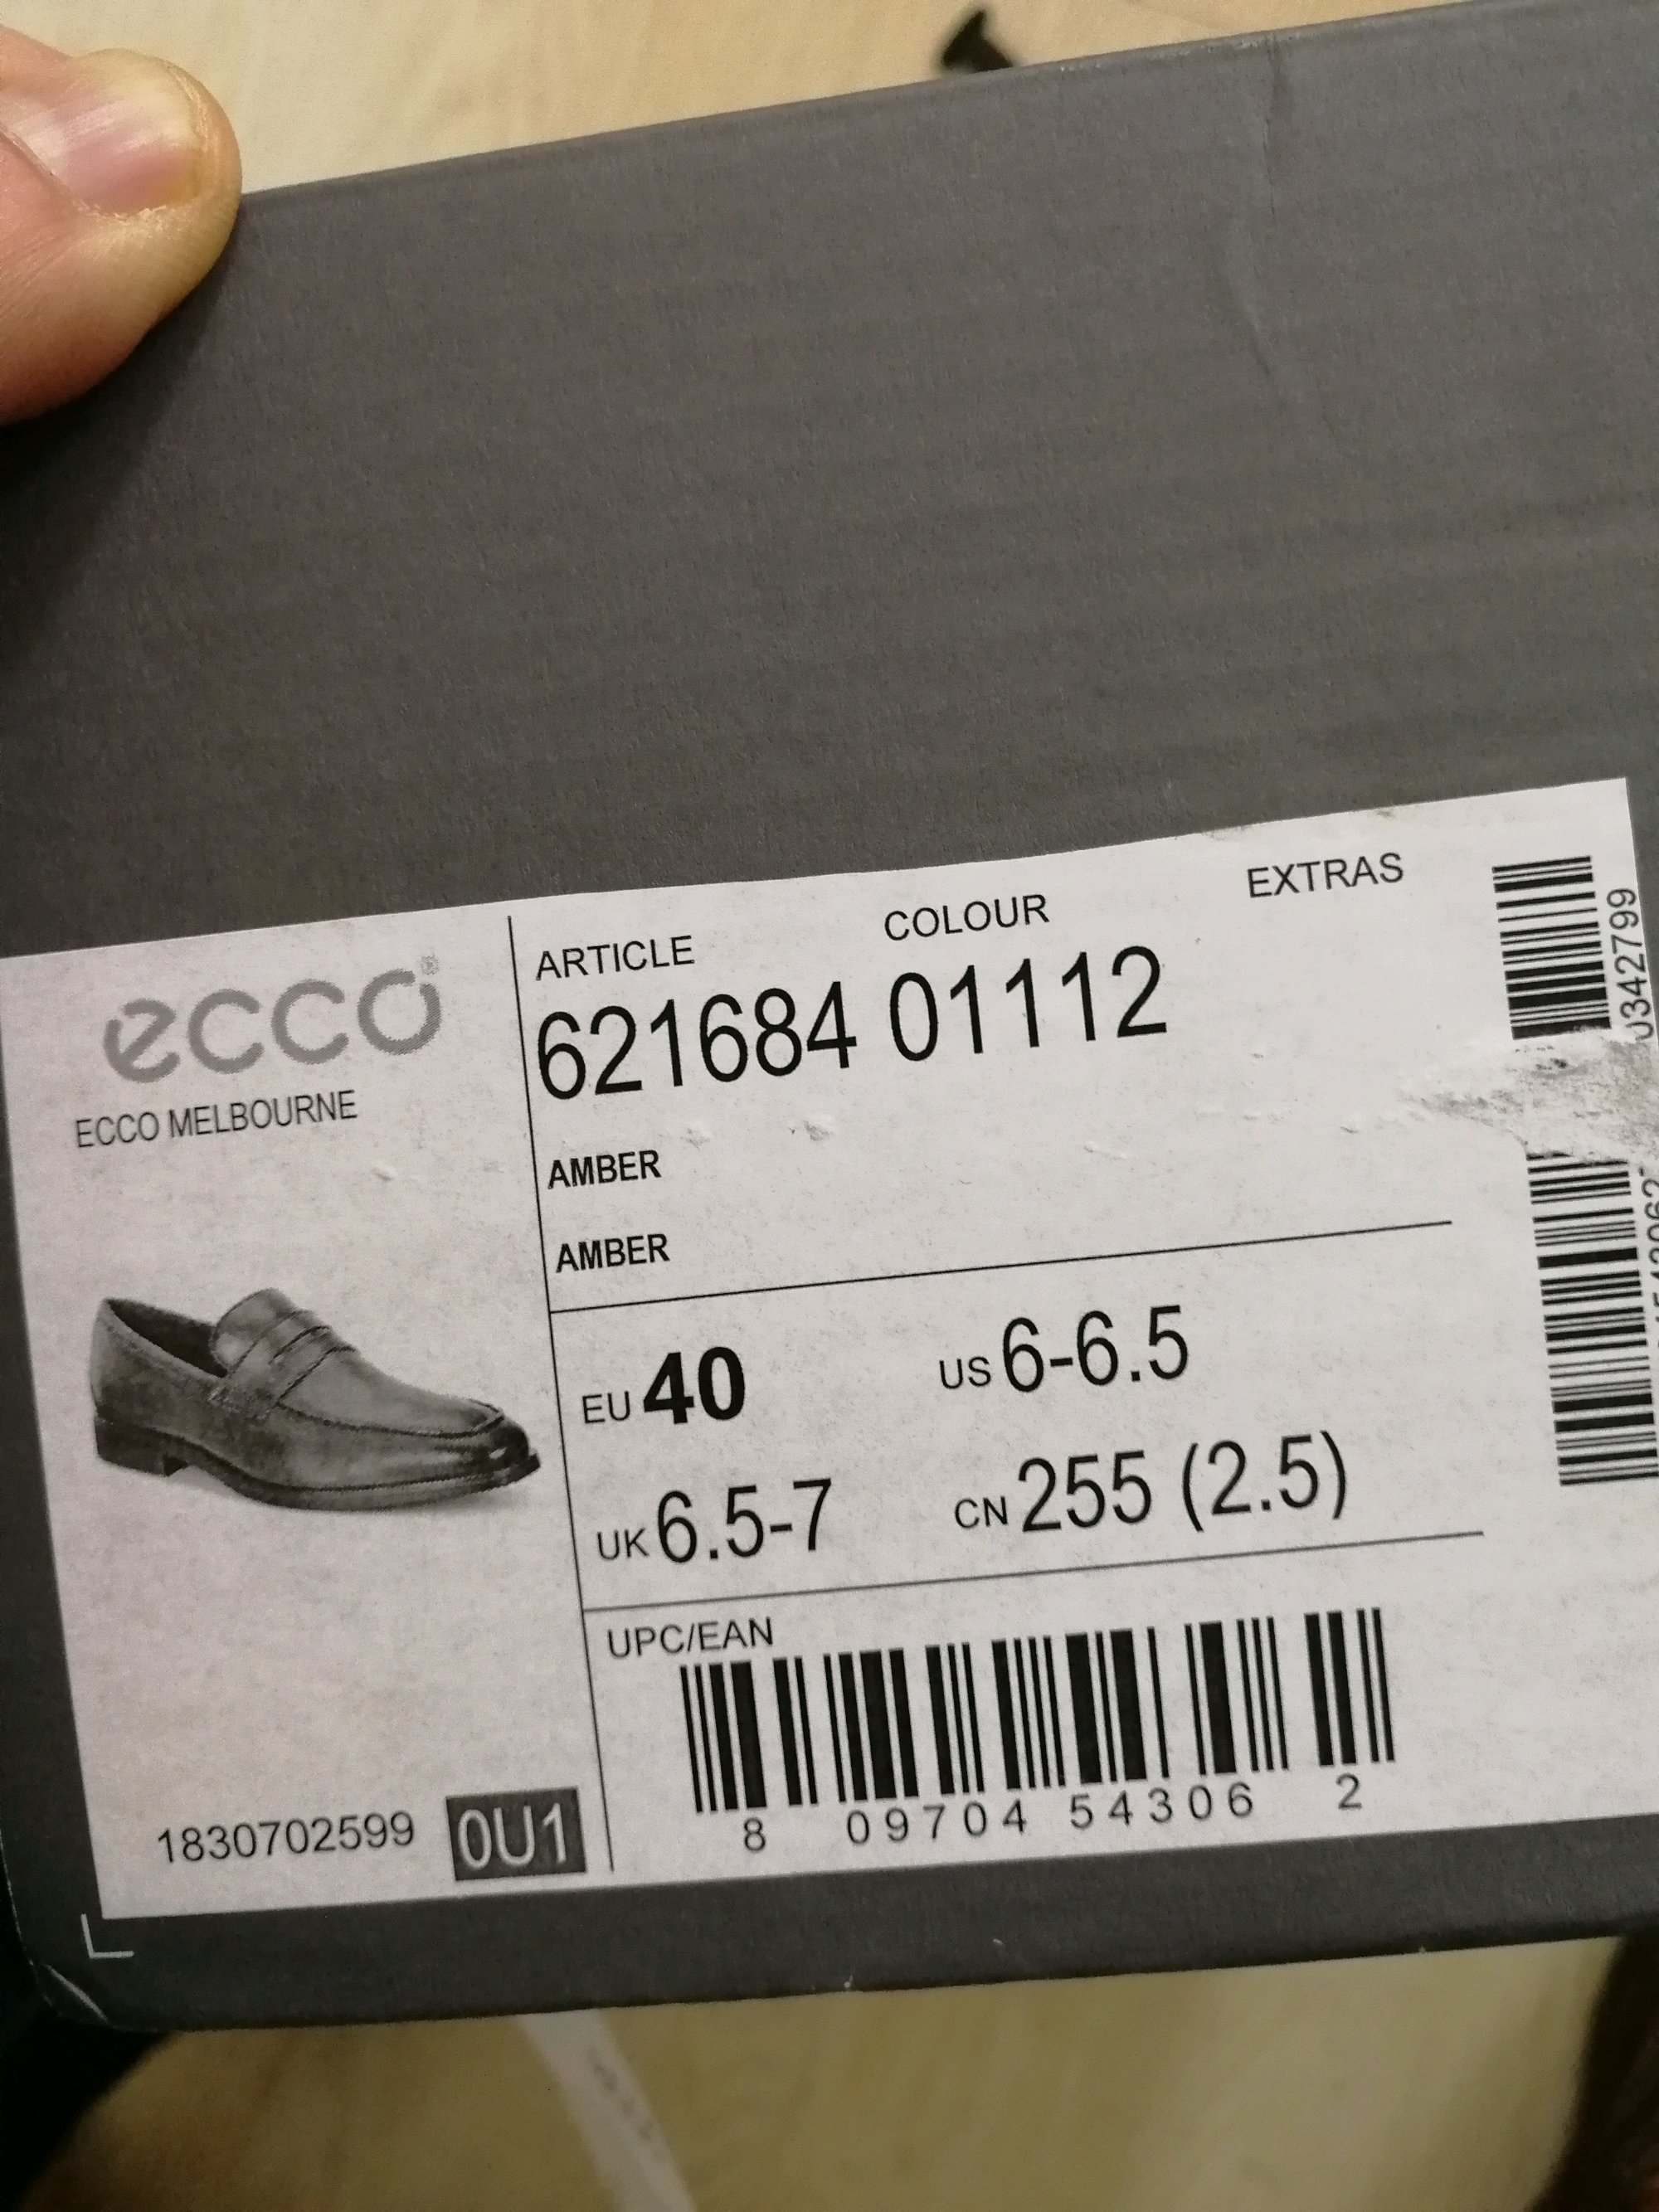 ecco®
ECCO MELBOURNE
ARTICLE COLOUR EXTRAS
621684 01112
AMBER
AMBER
EU 40 US 6-6.5
UK 6.5-7 CN 255 (2.5)
UPC/EAN
8 09704 54306 2
1830702599 0U1
0342799